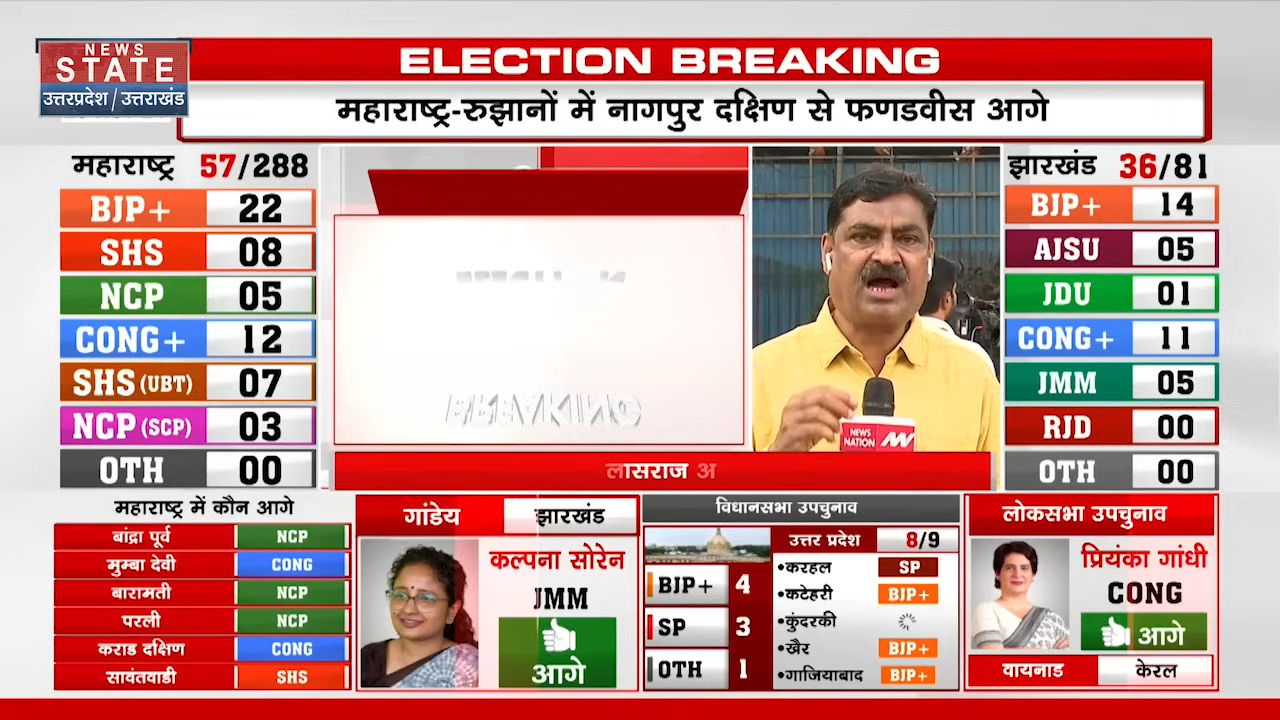 NEWS
STATE
उत्तरप्रदेश / उत्तराखंड
ELECTION BREAKING
महाराष्ट्र-रुझानों में नागपुर दक्षिण से फणडवीस आगे
महाराष्ट्र 57/288
BJP+ 22
SHS 08
NCP 05
CONG+ 12
SHS (UBT) 07
NCP (SCP) 03
OTH 00
BREAKING
लासराज अ
NEWS
NATION
झारखंड 36/81
BJP+ 14
AJSU 05
JDU 01
CONG+ 11
JMM 05
RJD 00
OTH 00
महाराष्ट्र में कौन आगे
बांद्रा पूर्व NCP
मुम्बा देवी CONG
बारामती NCP
परली NCP
कराड दक्षिण CONG
सावंतवाडी SHS
गांडेय झारखंड
कल्पना सोरेन
JMM
आगे
विधानसभा उपचुनाव
उत्तर प्रदेश 8/9
BJP+ 4
SP 3
OTH 1
•करहल SP
•कटेहरी BJP+
•कुंदरकी
•खैर BJP+
•गाजियाबाद BJP+
लोकसभा उपचुनाव
प्रियंका गांधी
CONG
आगे
वायनाड केरल